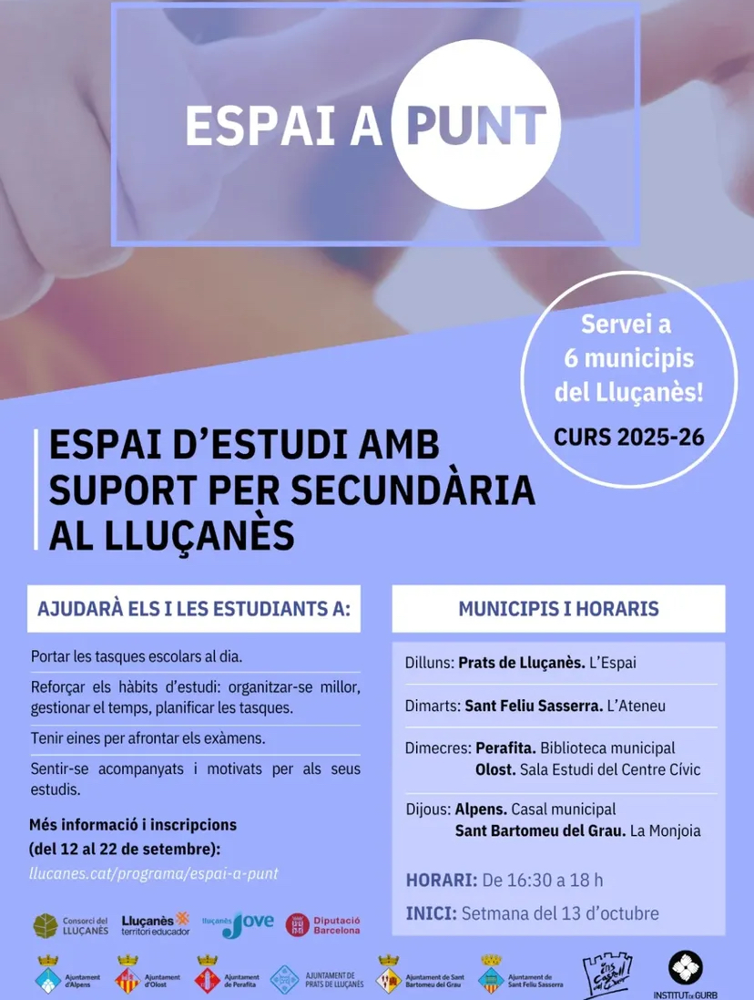 ESPAI A PUNT
Servei a
6 municipis
del Lluçanès!
CURS 2025-26
ESPAI D’ESTUDI AMB
SUPORT PER SECUNDÀRIA
AL LLUÇANÈS
AJUDARÀ ELS I LES ESTUDIANTS A:
Portar les tasques escolars al dia.
Reforçar els hàbits d’estudi: organitzar-se millor,
gestionar el temps, planificar les tasques.
Tenir eines per afrontar els exàmens.
Sentir-se acompanyats i motivats per als seus
estudis.
Més informació i inscripcions
(del 12 al 22 de setembre):
llucanes.cat/programa/espai-a-punt
MUNICIPIS I HORARIS
Dilluns: Prats de Lluçanès. L’Espai
Dimarts: Sant Feliu Sasserra. L’Ateneu
Dimecres: Perafita. Biblioteca municipal
Olost. Sala Estudi del Centre Cívic
Dijous: Alpens. Casal municipal
Sant Bartomeu del Grau. La Monjoia
HORARI: De 16:30 a 18 h
INICI: Setmana del 13 d’octubre
Consorci del
LLUÇANÈS
Lluçanès
territori educador
lluçanès
Jove
Diputació
Barcelona
Ajuntament
d’Alpens
Ajuntament
d’Olost
Ajuntament
de Perafita
AJUNTAMENT DE
PRATS DE LLUÇANÈS
Ajuntament de Sant
Bartomeu del Grau
Ajuntament de
Sant Feliu Sasserra
INSTITUT DE GURB